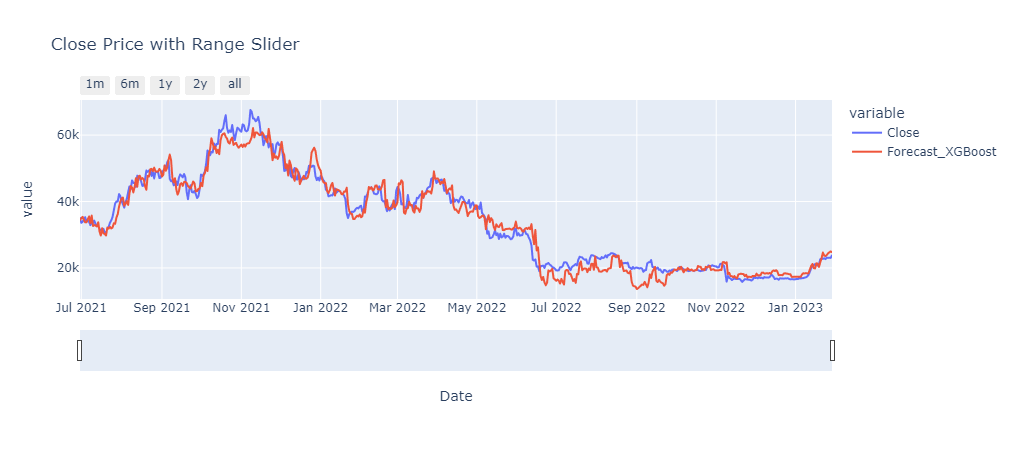 Close Price with Range Slider
1m 6m 1y 2y all
variable
Close
Forecast_XGBoost
value
60k
40k
20k
Jul 2021 Sep 2021 Nov 2021 Jan 2022 Mar 2022 May 2022 Jul 2022 Sep 2022 Nov 2022 Jan 2023
Date